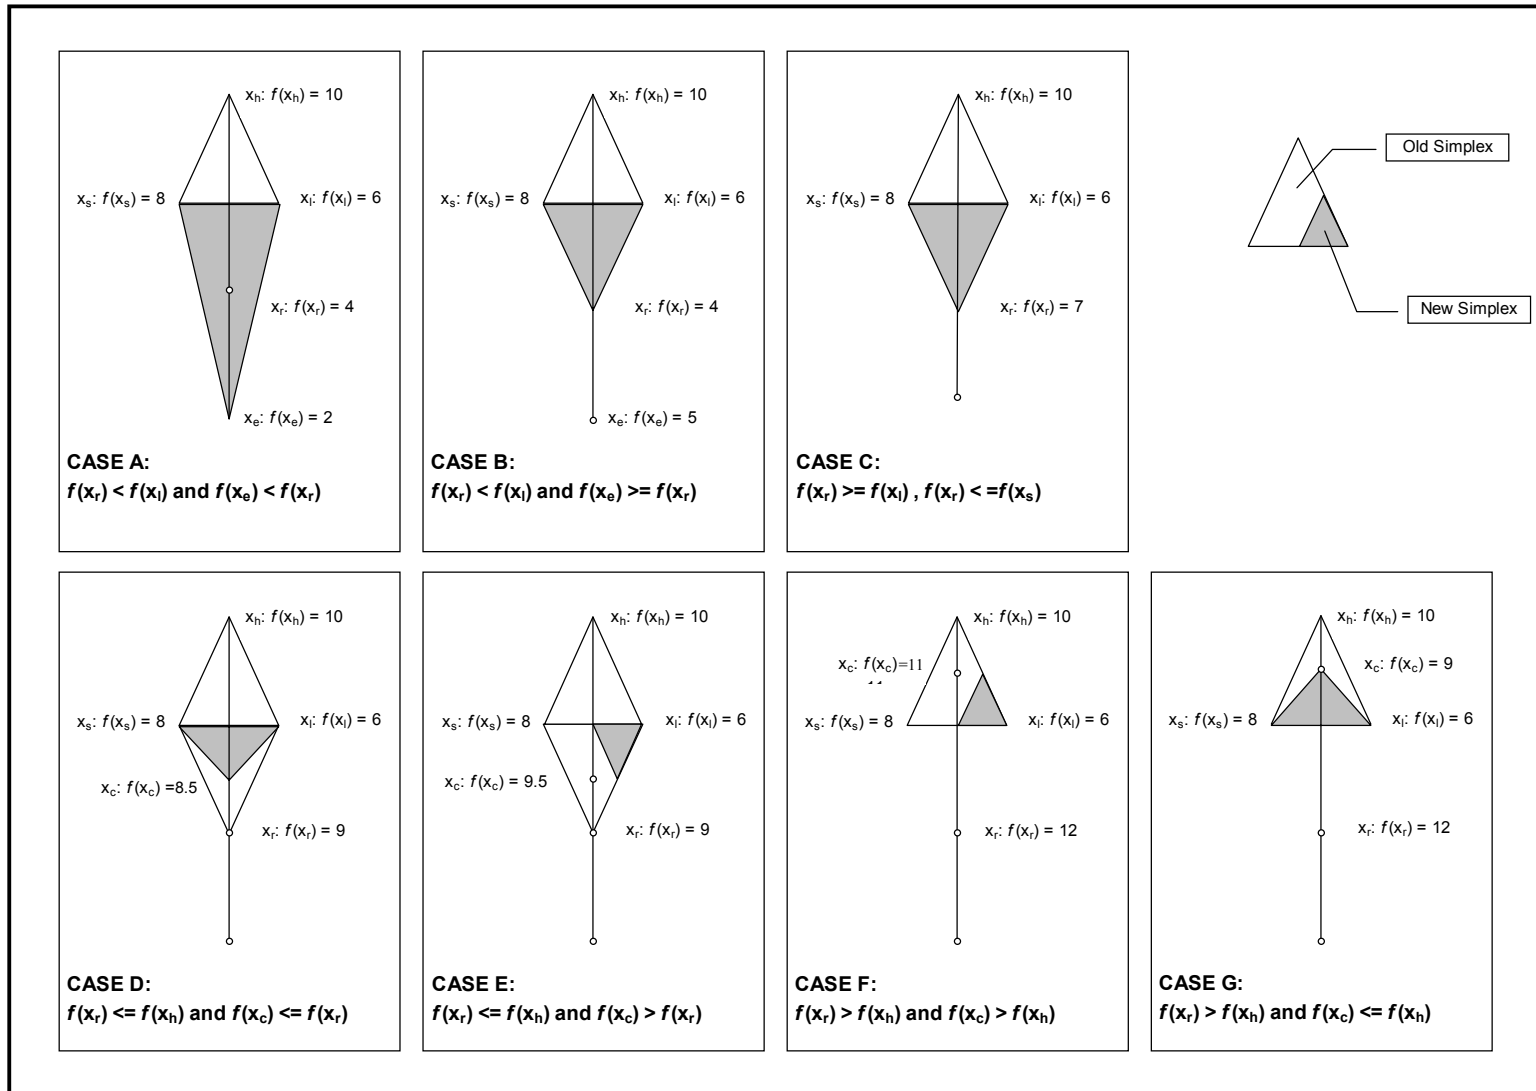 xh: f(xh) = 10
xs: f(xs) = 8
xl: f(xl) = 6
xr: f(xr) = 4
xe: f(xe) = 2
CASE A:
f(xr) < f(xl) and f(xe) < f(xr)
xh: f(xh) = 10
xs: f(xs) = 8
xl: f(xl) = 6
xr: f(xr) = 4
xe: f(xe) = 5
CASE B:
f(xr) < f(xl) and f(xe) >= f(xr)
xh: f(xh) = 10
xs: f(xs) = 8
xl: f(xl) = 6
xr: f(xr) = 7
CASE C:
f(xr) >= f(xl) , f(xr) < =f(xs)
Old Simplex
New Simplex
xh: f(xh) = 10
xs: f(xs) = 8
xl: f(xl) = 6
xc: f(xc) =8.5
xr: f(xr) = 9
CASE D:
f(xr) <= f(xh) and f(xc) <= f(xr)
xh: f(xh) = 10
xs: f(xs) = 8
xl: f(xl) = 6
xc: f(xc) = 9.5
xr: f(xr) = 9
CASE E:
f(xr) <= f(xh) and f(xc) > f(xr)
xh: f(xh) = 10
xc: f(xc)=11
xs: f(xs) = 8
xl: f(xl) = 6
xr: f(xr) = 12
CASE F:
f(xr) > f(xh) and f(xc) > f(xh)
xh: f(xh) = 10
xc: f(xc) = 9
xs: f(xs) = 8
xl: f(xl) = 6
xr: f(xr) = 12
CASE G:
f(xr) > f(xh) and f(xc) <= f(xh)